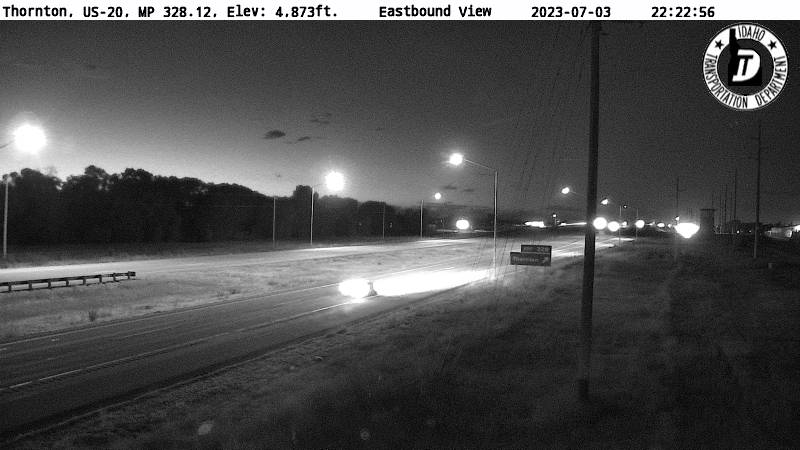 Thornton, US-20, MP 328.12, Elev: 4,873ft. Eastbound View 2023-07-03 22:22:56
IDAHO
TRANSPORTATION DEPARTMENT
Thornton